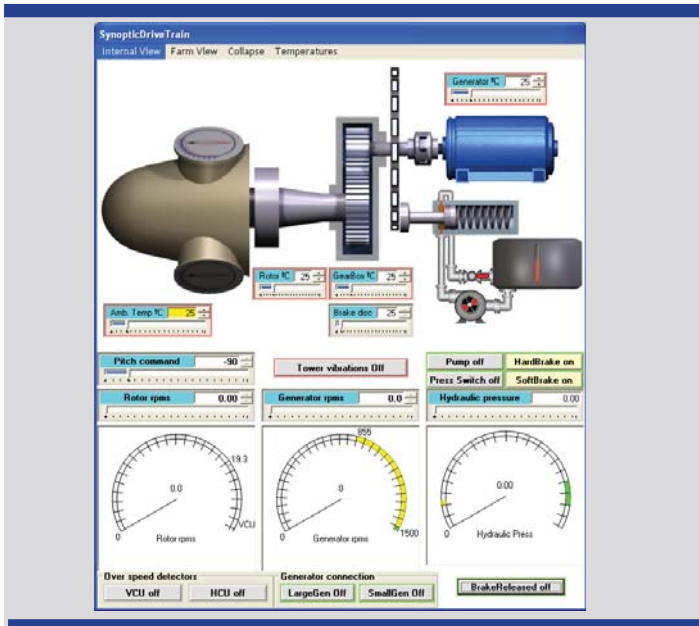 SynopticDriveTrain
Internal View Farm View Collapse Temperatures
Generator ºC 25
Rotor ºC 25 GearBox ºC 25
Amb. Temp ºC 25 Brake disc 25
Pitch command -90
Tower vibrations Off
Pump off HardBrake on
Press Switch off SoftBrake on
Rotor rpms 0.00 Generator rpms 0.0 Hydraulic pressure 0.00
19.3
0.0
VCU
0
Rotor rpms
855
0
0
1500
Generator rpms
0.00
0
Hydraulic Press
Over speed detectors Generator connection
VCU off HCU off LargeGen Off SmallGen Off BrakeReleased off